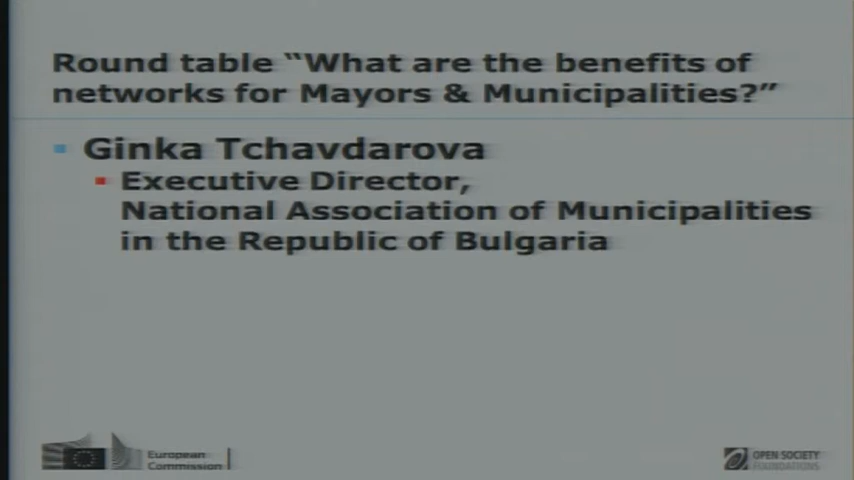 Round table “What are the benefits of
networks for Mayors & Municipalities?”
Ginka Tchavdarova
Executive Director,
National Association of Municipalities
in the Republic of Bulgaria
European
Commission
OPEN SOCIETY
FOUNDATIONS